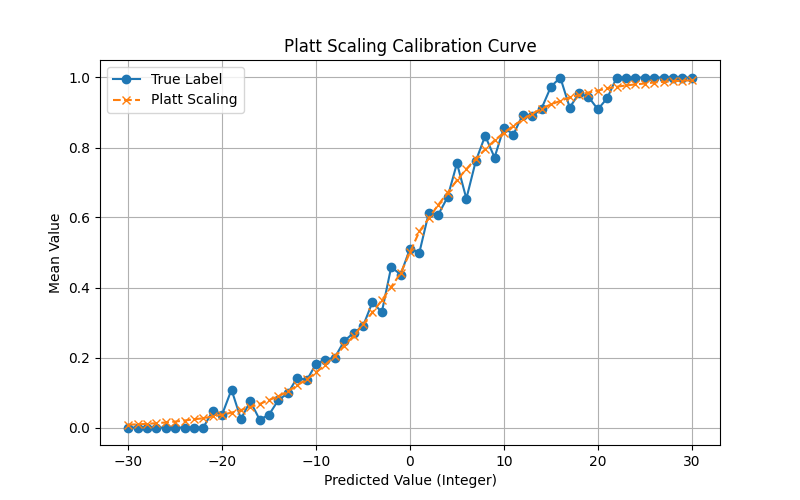 Platt Scaling Calibration Curve
True Label
Platt Scaling
Mean Value
1.0
0.8
0.6
0.4
0.2
0.0
−30
−20
−10
0
10
20
30
Predicted Value (Integer)